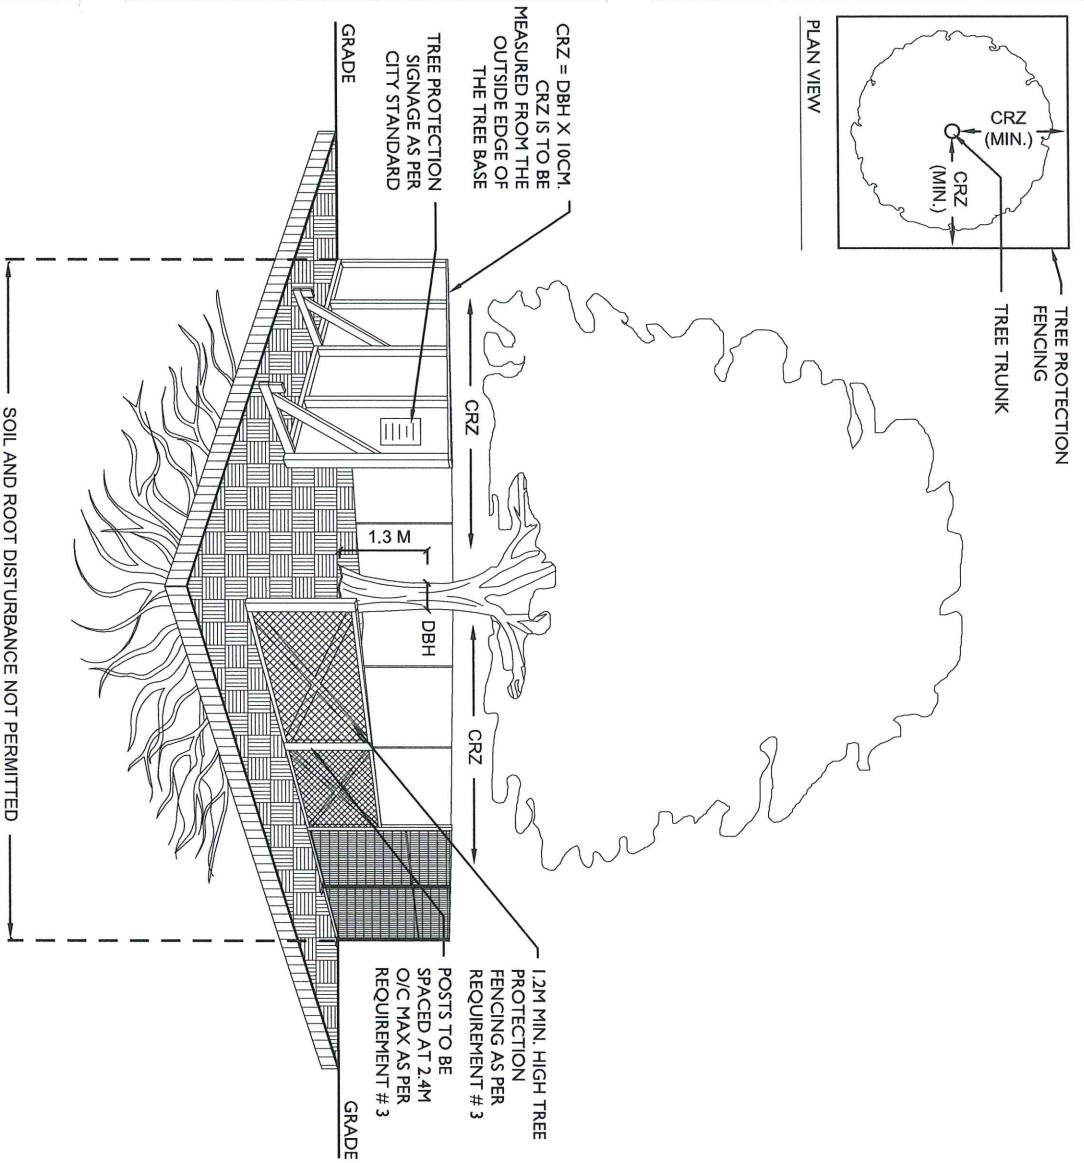 TREE PROTECTION
FENCING
TREE TRUNK
CRZ
(MIN.)
CRZ
(MIN.)
PLAN VIEW
CRZ = DBH X 10CM.
CRZ IS TO BE
MEASURED FROM THE
OUTSIDE EDGE OF
THE TREE BASE
TREE PROTECTION
SIGNAGE AS PER
CITY STANDARD
GRADE
CRZ
CRZ
1.3 M
DBH
1.2M MIN. HIGH TREE
PROTECTION
FENCING AS PER
REQUIREMENT # 3
POSTS TO BE
SPACED AT 2.4M
O/C MAX AS PER
REQUIREMENT # 3
GRADE
SOIL AND ROOT DISTURBANCE NOT PERMITTED